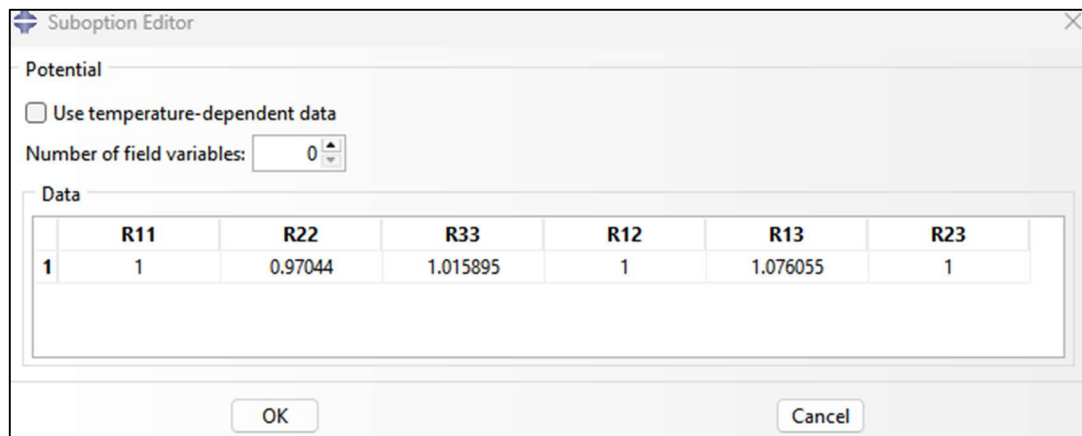 Suboption Editor
Potential
Use temperature-dependent data
Number of field variables: 0
Data
R11 R22 R33 R12 R13 R23
1 1 0.97044 1.015895 1 1.076055 1
OK Cancel